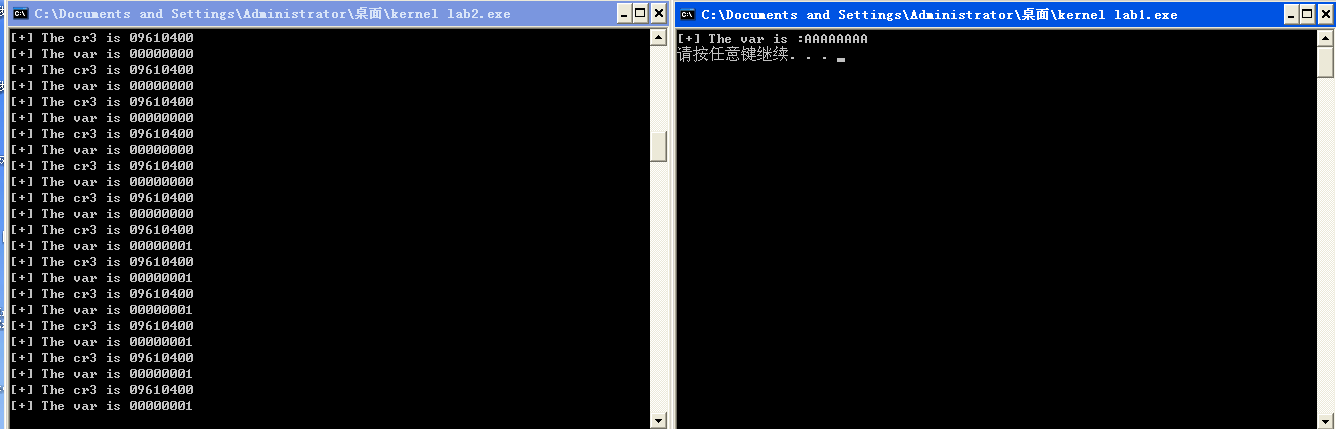 C:\Documents and Settings\Administrator\桌面\kernel lab2.exe
[+] The cr3 is 09610400
[+] The var is 00000000
[+] The cr3 is 09610400
[+] The var is 00000000
[+] The cr3 is 09610400
[+] The var is 00000000
[+] The cr3 is 09610400
[+] The var is 00000000
[+] The cr3 is 09610400
[+] The var is 00000000
[+] The cr3 is 09610400
[+] The var is 00000000
[+] The cr3 is 09610400
[+] The var is 00000001
[+] The cr3 is 09610400
[+] The var is 00000001
[+] The cr3 is 09610400
[+] The var is 00000001
[+] The cr3 is 09610400
[+] The var is 00000001
[+] The cr3 is 09610400
[+] The var is 00000001
[+] The cr3 is 09610400
[+] The var is 00000001
C:\Documents and Settings\Administrator\桌面\kernel lab1.exe
[+] The var is :AAAAAAAA
请按任意键继续. . .